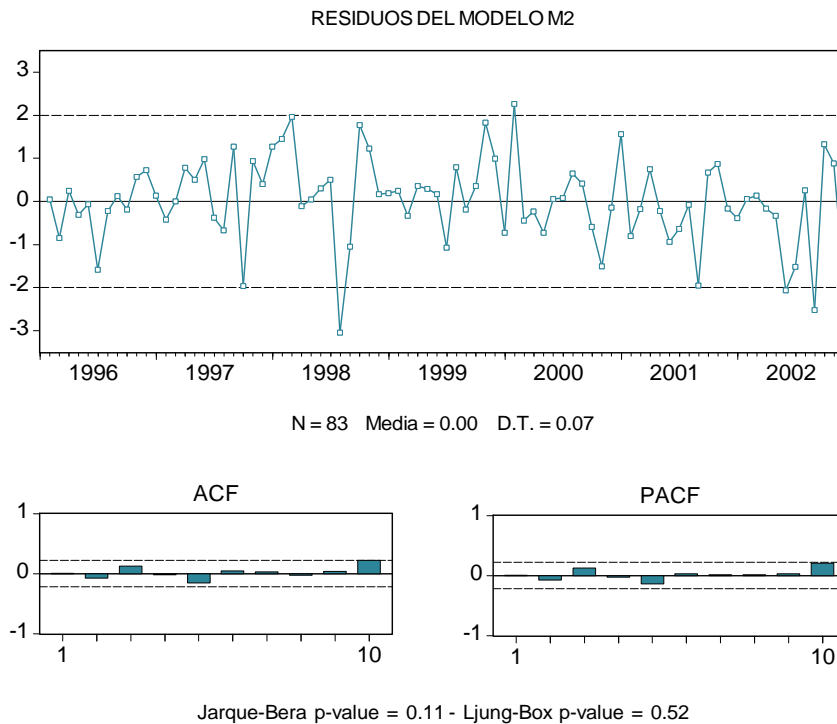 RESIDUOS DEL MODELO M2
3
2
1
0
-1
-2
-3
1996 1997 1998 1999 2000 2001 2002
N = 83 Media = 0.00 D.T. = 0.07
ACF
1
0
-1
1 10
PACF
1
0
-1
1 10
Jarque-Bera p-value = 0.11 - Ljung-Box p-value = 0.52